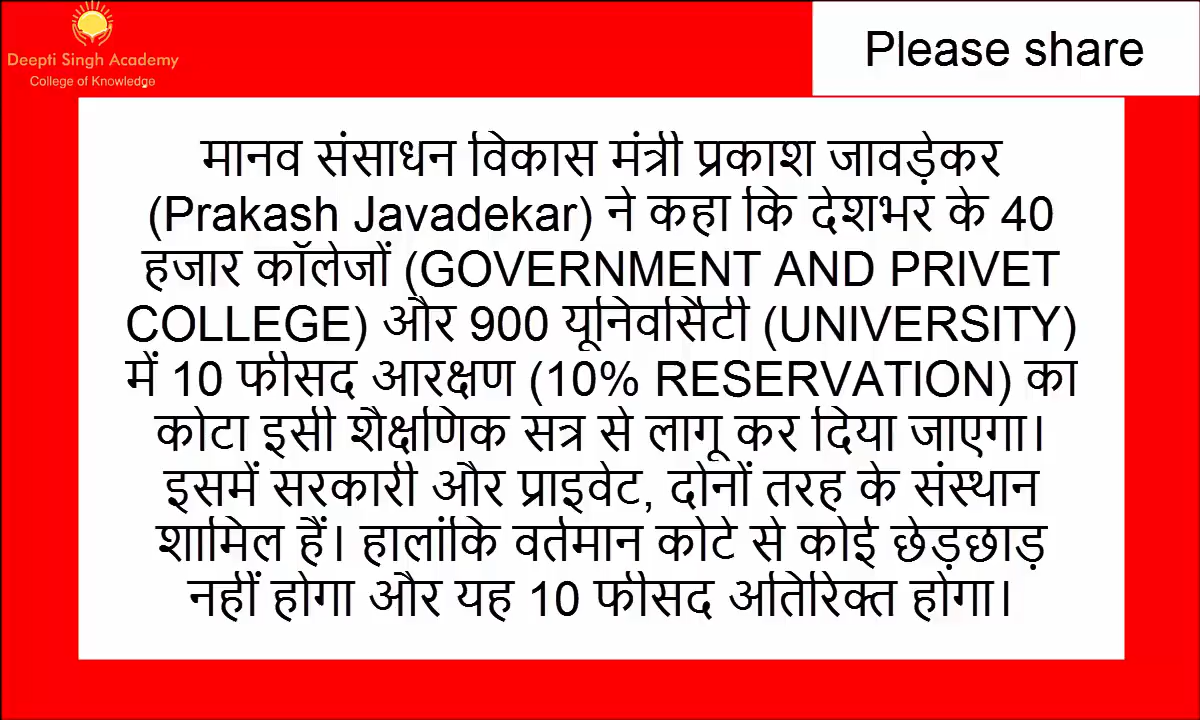 Deepti Singh Academy
College of Knowledge
Please share
मानव संसाधन विकास मंत्री प्रकाश जावड़ेकर
(Prakash Javadekar) ने कहा कि देशभर के 40
हजार कॉलेजों (GOVERNMENT AND PRIVET
COLLEGE) और 900 यूनिवर्सिटी (UNIVERSITY)
में 10 फीसद आरक्षण (10% RESERVATION) का
कोटा इसी शैक्षणिक सत्र से लागू कर दिया जाएगा।
इसमें सरकारी और प्राइवेट, दोनों तरह के संस्थान
शामिल हैं। हालांकि वर्तमान कोटे से कोई छेड़छाड़
नहीं होगा और यह 10 फीसद अतिरिक्त होगा।